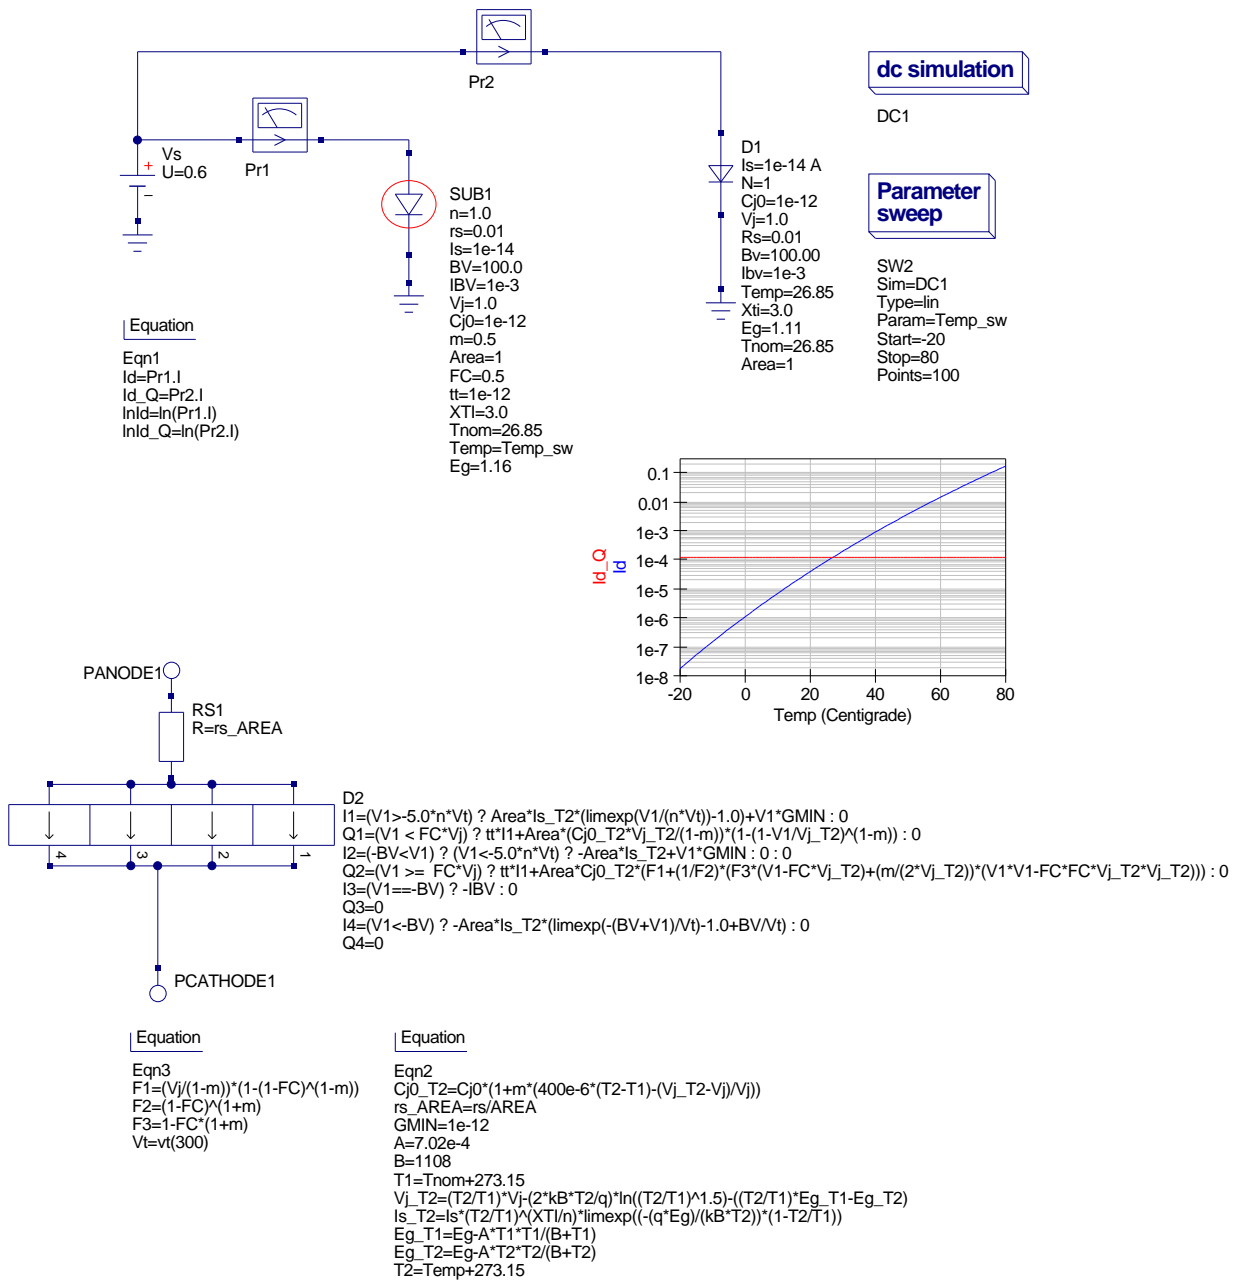 Pr2
dc simulation
DC1
Vs
U=0.6
+
Pr1
SUB1
n=1.0
rs=0.01
Is=1e-14
BV=100.0
IBV=1e-3
Vj=1.0
Cj0=1e-12
m=0.5
Area=1
FC=0.5
tt=1e-12
XTI=3.0
Tnom=26.85
Temp=Temp_sw
Eg=1.16
D1
Is=1e-14 A
N=1
Cj0=1e-12
Vj=1.0
Rs=0.01
Bv=100.00
Ibv=1e-3
Temp=26.85
Xti=3.0
Eg=1.11
Tnom=26.85
Area=1
Parameter
sweep
SW2
Sim=DC1
Type=lin
Param=Temp_sw
Start=-20
Stop=80
Points=100
Equation
Eqn1
Id=Pr1.I
Id_Q=Pr2.I
lnId=ln(Pr1.I)
lnId_Q=ln(Pr2.I)
0.1
0.01
1e-3
1e-4
1e-5
1e-6
1e-7
1e-8
Id_Q
Id
-20
0
20
40
60
80
Temp (Centigrade)
PANODE1
RS1
R=rs_AREA
4
3
2
1
D2
I1=(V1>-5.0*n*Vt) ? Area*Is_T2*(limexp(V1/(n*Vt))-1.0)+V1*GMIN : 0
Q1=(V1 < FC*Vj) ? tt*I1+Area*(Cj0_T2*Vj_T2/(1-m))*(1-(1-V1/Vj_T2)^(1-m)) : 0
I2=(-BV<V1) ? (V1<-5.0*n*Vt) ? -Area*Is_T2+V1*GMIN : 0 : 0
Q2=(V1 >= FC*Vj) ? tt*I1+Area*Cj0_T2*(F1+(1/F2)*(F3*(V1-FC*Vj_T2)+(m/(2*Vj_T2))*(V1*V1-FC*FC*Vj_T2*Vj_T2))) : 0
I3=(V1==-BV) ? -IBV : 0
Q3=0
I4=(V1<-BV) ? -Area*Is_T2*(limexp(-(BV+V1)/Vt)-1.0+BV/Vt) : 0
Q4=0
PCATHODE1
Equation
Eqn3
F1=(Vj/(1-m))*(1-(1-FC)^(1-m))
F2=(1-FC)^(1+m)
F3=1-FC*(1+m)
Vt=vt(300)
Equation
Eqn2
Cj0_T2=Cj0*(1+m*(400e-6*(T2-T1)-(Vj_T2-Vj)/Vj))
rs_AREA=rs/AREA
GMIN=1e-12
A=7.02e-4
B=1108
T1=Tnom+273.15
Vj_T2=(T2/T1)*Vj-(2*kB*T2/q)*ln((T2/T1)^1.5)-((T2/T1)*Eg_T1-Eg_T2)
Is_T2=Is*(T2/T1)^(XTI/n)*limexp((-(q*Eg)/(kB*T2))*(1-T2/T1))
Eg_T1=Eg-A*T1*T1/(B+T1)
Eg_T2=Eg-A*T2*T2/(B+T2)
T2=Temp+273.15